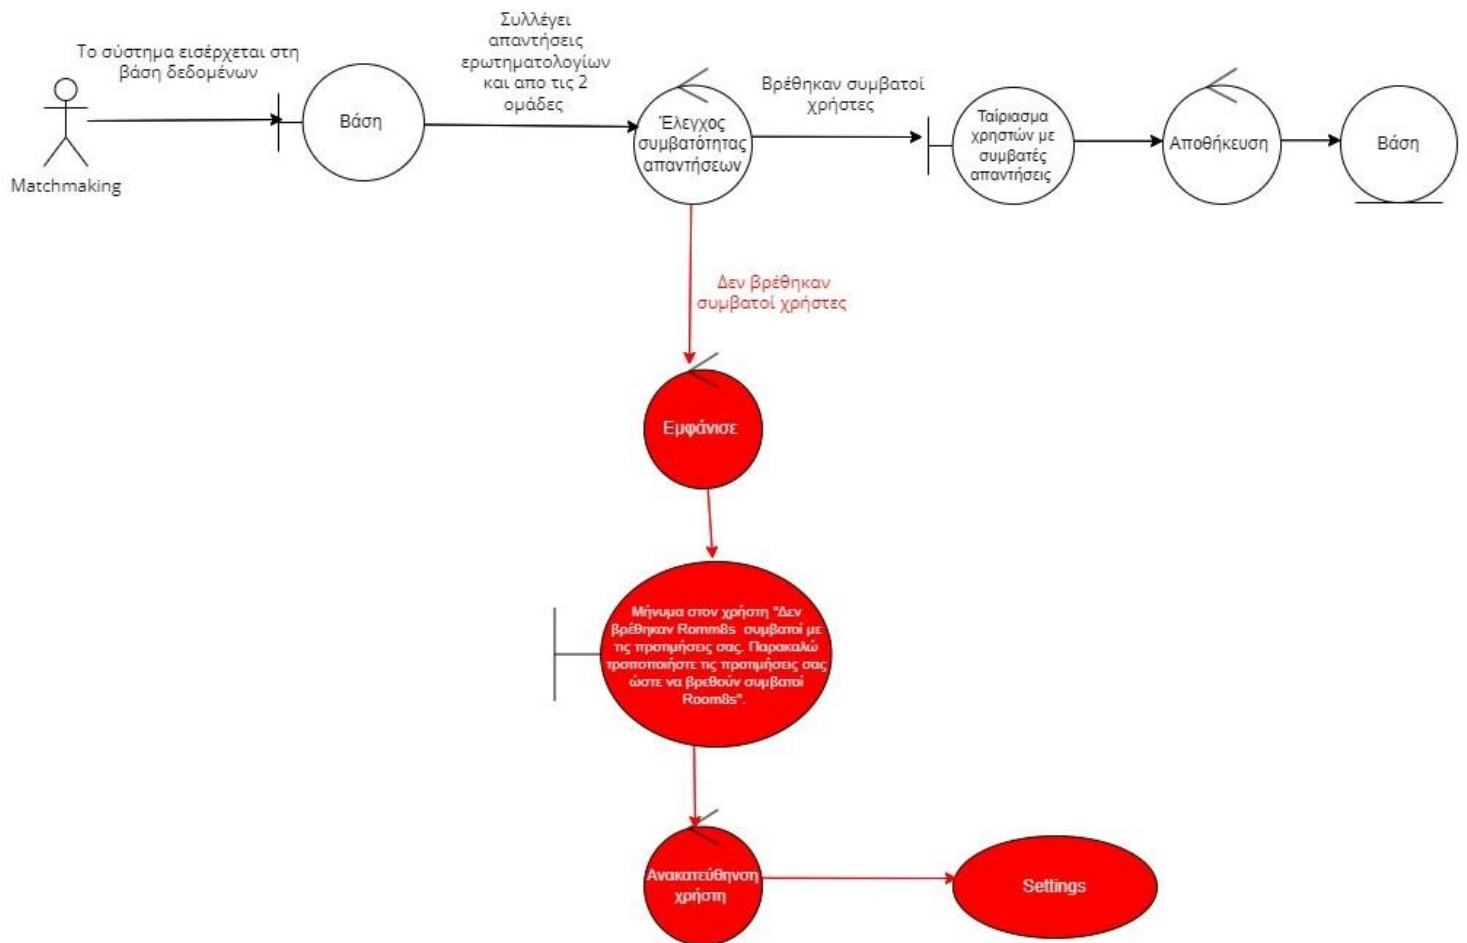 Το σύστημα εισέρχεται στη
βάση δεδομένων
Matchmaking
Βάση
Συλλέγει
απαντήσεις
ερωτηματολογίων
και απο τις 2
ομάδες
Έλεγχος
συμβατότητας
απαντήσεων
Βρέθηκαν συμβατοί
χρήστες
Ταίριασμα
χρηστών με
συμβατές
απαντήσεις
Αποθήκευση
Βάση
Δεν βρέθηκαν
συμβατοί χρήστες
Εμφάνισε
Μήνυμα στον χρήστη "Δεν
βρέθηκαν Romm8s συμβατοί με
τις προτιμήσεις σας. Παρακαλώ
τροποποιήστε τις προτιμήσεις σας
ώστε να βρεθούν συμβατοί
Room8s".
Ανακατεύθηνση
χρήστη
Settings